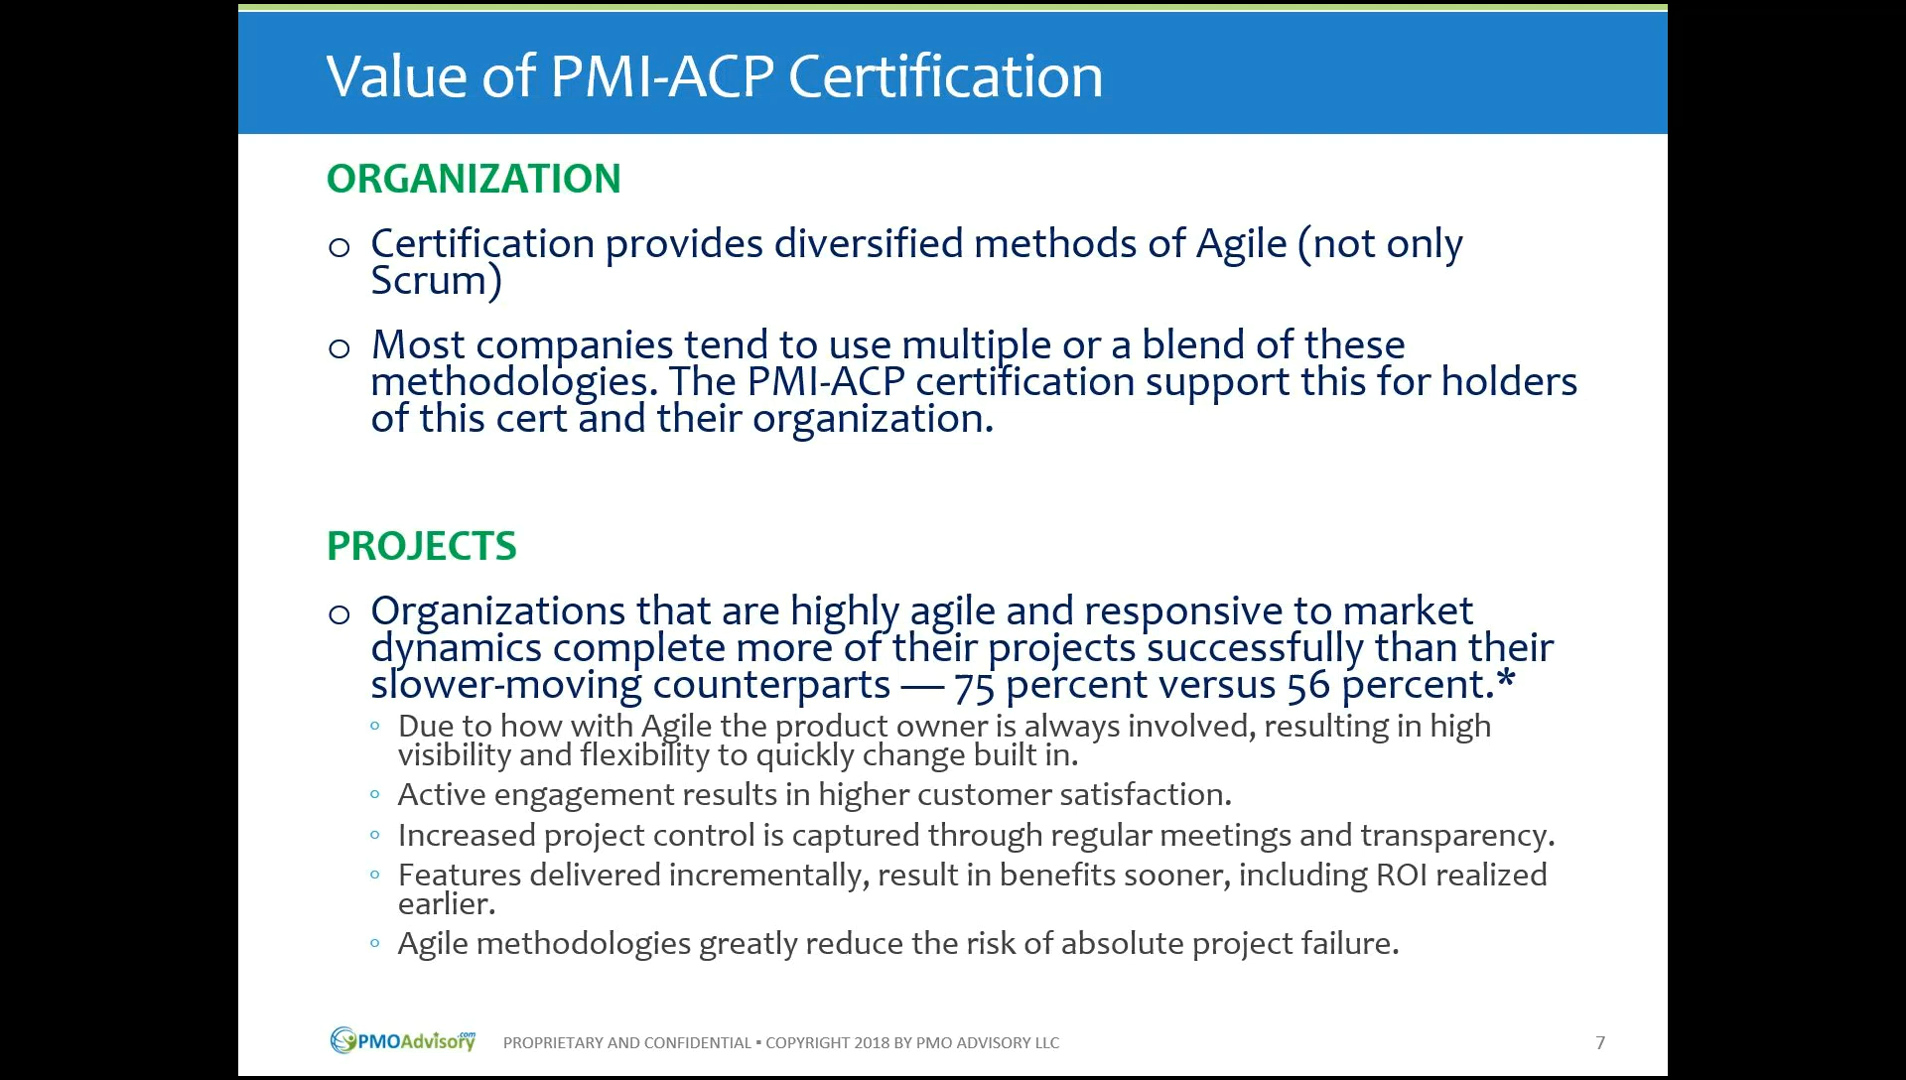 Value of PMI-ACP Certification
ORGANIZATION
o Certification provides diversified methods of Agile (not only
Scrum)
o Most companies tend to use multiple or a blend of these
methodologies. The PMI-ACP certification support this for holders
of this cert and their organization.
PROJECTS
o Organizations that are highly agile and responsive to market
dynamics complete more of their projects successfully than their
slower-moving counterparts — 75 percent versus 56 percent.*
◦ Due to how with Agile the product owner is always involved, resulting in high
visibility and flexibility to quickly change built in.
◦ Active engagement results in higher customer satisfaction.
◦ Increased project control is captured through regular meetings and transparency.
◦ Features delivered incrementally, result in benefits sooner, including ROI realized
earlier.
◦ Agile methodologies greatly reduce the risk of absolute project failure.
PMOAdvisory.com PROPRIETARY AND CONFIDENTIAL ▪ COPYRIGHT 2018 BY PMO ADVISORY LLC 7